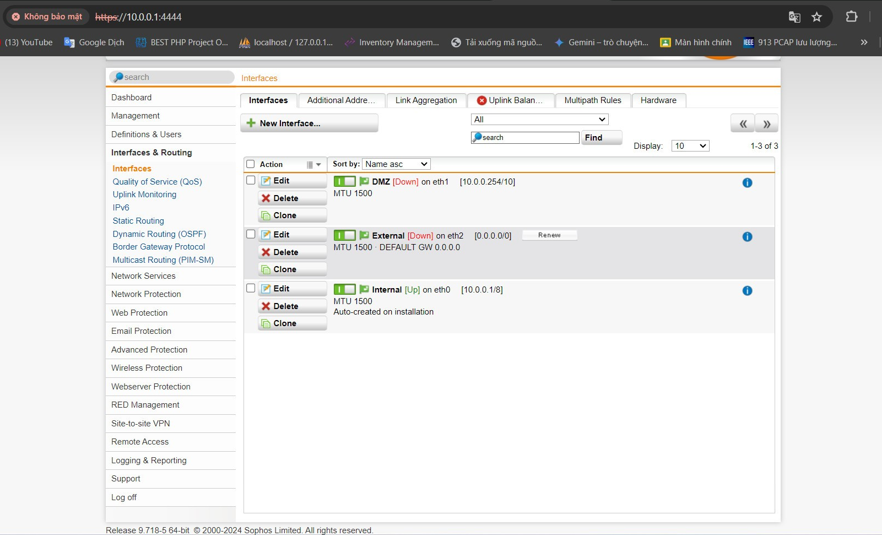 Không bảo mật https://10.0.0.1:4444
(13) YouTube Google Dịch BEST PHP Project O... localhost / 127.0.0.1... Inventory Managem... Tải xuống mã nguồ... Gemini – trò chuyện... Màn hình chính IEEE 913 PCAP lưu lượng... »
search
Interfaces
Dashboard
Management
Definitions & Users
Interfaces & Routing
Interfaces
Quality of Service (QoS)
Uplink Monitoring
IPv6
Static Routing
Dynamic Routing (OSPF)
Border Gateway Protocol
Multicast Routing (PIM-SM)
Network Services
Network Protection
Web Protection
Email Protection
Advanced Protection
Wireless Protection
Webserver Protection
RED Management
Site-to-site VPN
Remote Access
Logging & Reporting
Support
Log off
Interfaces Additional Addre... Link Aggregation Uplink Balan... Multipath Rules Hardware
New Interface... All
search Find
Display: 10 1-3 of 3
Action Sort by: Name asc
Edit DMZ [Down] on eth1 [10.0.0.254/10]
Delete MTU 1500
Clone
Edit External [Down] on eth2 [0.0.0.0/0] Renew
Delete MTU 1500 · DEFAULT GW 0.0.0.0
Clone
Edit Internal [Up] on eth0 [10.0.0.1/8]
MTU 1500
Delete Auto-created on installation
Clone
Release 9.718-5 64-bit © 2000-2024 Sophos Limited. All rights reserved.